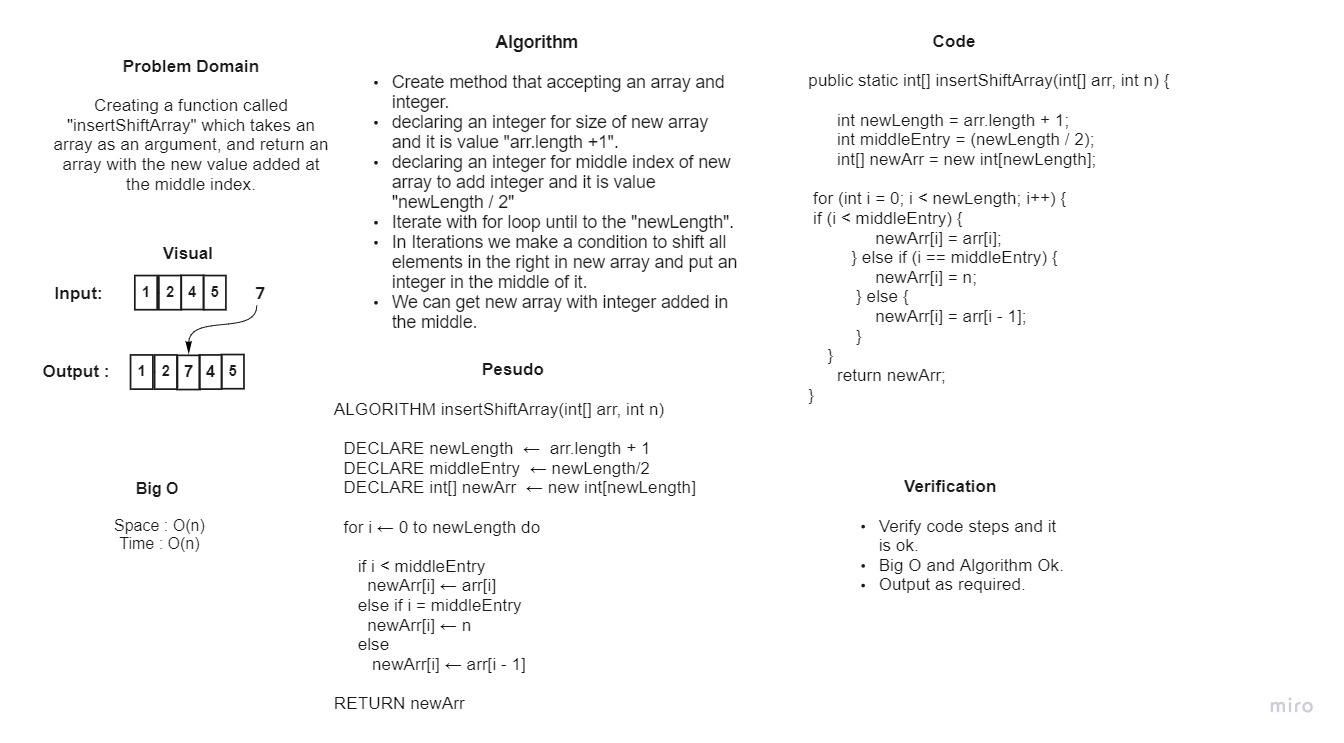 Problem Domain
Creating a function called
"insertShiftArray" which takes an
array as an argument, and return an
array with the new value added at
the middle index.
Visual
Input:
1 2 4 5 7
Output :
1 2 7 4 5
Big O
Space : O(n)
Time : O(n)
Algorithm
• Create method that accepting an array and
integer.
• declaring an integer for size of new array
and it is value "arr.length +1".
• declaring an integer for middle index of new
array to add integer and it is value
"newLength / 2"
• Iterate with for loop until to the "newLength".
• In Iterations we make a condition to shift all
elements in the right in new array and put an
integer in the middle of it.
• We can get new array with integer added in
the middle.
Pesudo
ALGORITHM insertShiftArray(int[] arr, int n)
DECLARE newLength ← arr.length + 1
DECLARE middleEntry ← newLength/2
DECLARE int[] newArr ← new int[newLength]
for i ← 0 to newLength do
if i < middleEntry
newArr[i] ← arr[i]
else if i = middleEntry
newArr[i] ← n
else
newArr[i] ← arr[i - 1]
RETURN newArr
Code
public static int[] insertShiftArray(int[] arr, int n) {
int newLength = arr.length + 1;
int middleEntry = (newLength / 2);
int[] newArr = new int[newLength];
for (int i = 0; i < newLength; i++) {
if (i < middleEntry) {
newArr[i] = arr[i];
} else if (i == middleEntry) {
newArr[i] = n;
} else {
newArr[i] = arr[i - 1];
}
}
return newArr;
}
Verification
• Verify code steps and it
is ok.
• Big O and Algorithm Ok.
• Output as required.
miro